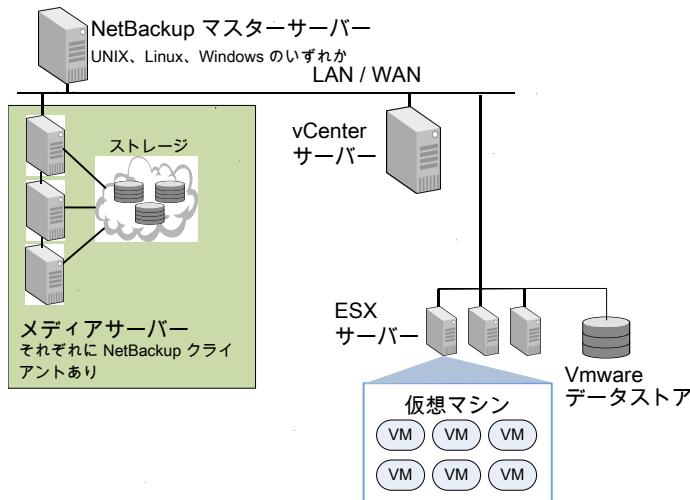 NetBackup マスターサーバー
UNIX、Linux、Windows のいずれか
LAN / WAN
ストレージ
vCenter
サーバー
メディアサーバー
それぞれに NetBackup クライ
アントあり
ESX
サーバー
Vmware
データストア
仮想マシン
VM VM VM
VM VM VM